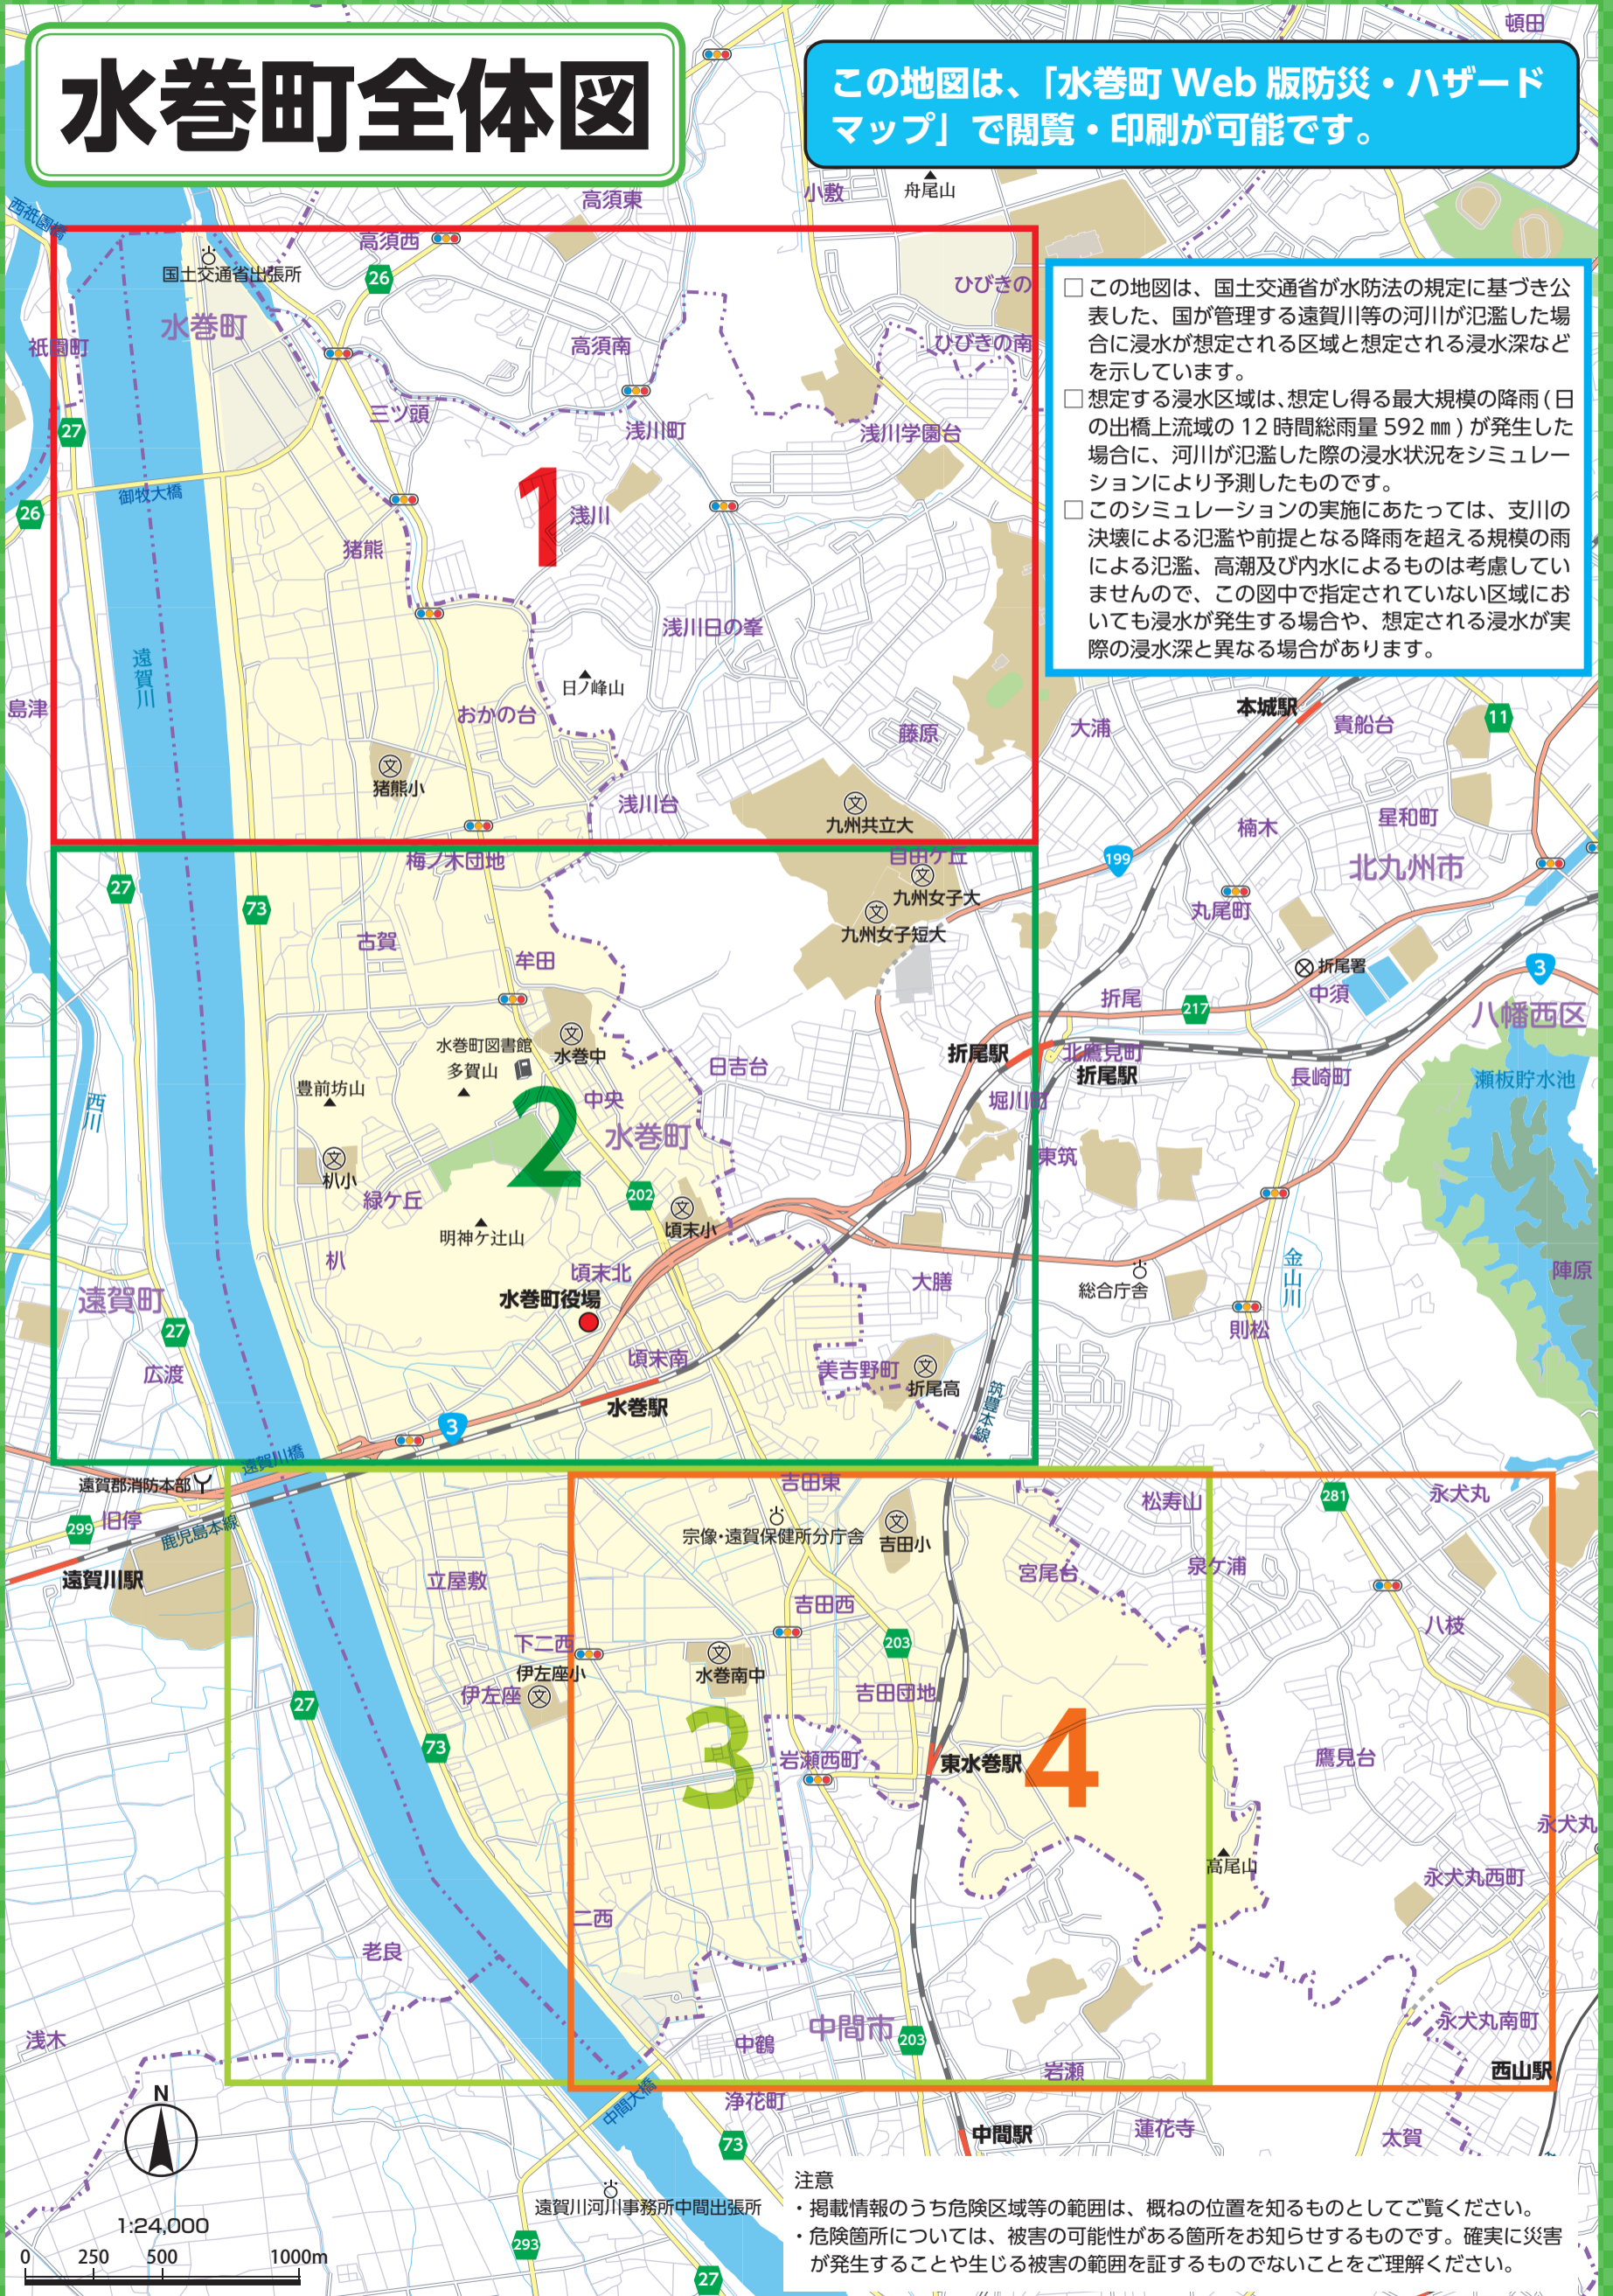 水巻町全体図
この地図は、「水巻町 Web 版防災・ハザード
マップ」で閲覧・印刷が可能です。
頓田
高須東
小敷
舟尾山
西祇園橋
高須西
26
国土交通省出張所
水巻町
祇園町
高須南
ひびきの
ひびきの南
□ この地図は、国土交通省が水防法の規定に基づき公
表した、国が管理する遠賀川等の河川が氾濫した場
合に浸水が想定される区域と想定される浸水深など
を示しています。
□ 想定する浸水区域は、想定し得る最大規模の降雨 ( 日
の出橋上流域の 12 時間総雨量 592 ㎜ ) が発生した
場合に、河川が氾濫した際の浸水状況をシミュレー
ションにより予測したものです。
□ このシミュレーションの実施にあたっては、支川の
決壊による氾濫や前提となる降雨を超える規模の雨
による氾濫、高潮及び内水によるものは考慮してい
ませんので、この図中で指定されていない区域にお
いても浸水が発生する場合や、想定される浸水が実
際の浸水深と異なる場合があります。
三ツ頭
27
浅川町
浅川学園台
御牧大橋
26
1
浅川
猪熊
浅川日の峯
遠賀川
日ノ峰山
島津
おかの台
藤原
大浦
本城駅
貴船台
11
文
猪熊小
浅川台
文
九州共立大
楠木
星和町
梅ノ木団地
自由ケ丘
199
北九州市
27
73
文
九州女子大
文
九州女子短大
丸尾町
古賀
牟田
折尾署
3
中須
折尾
217
八幡西区
文
水巻中
水巻町図書館
多賀山
日吉台
折尾駅
北鷹見町
折尾駅
長崎町
瀬板貯水池
豊前坊山
西川
2
中央
水巻町
堀川町
東筑
文
机小
緑ケ丘
202
文
頃末小
明神ケ辻山
机
頃末北
大膳
総合庁舎
金山川
陣原
遠賀町
水巻町役場
27
則松
広渡
頃末南
美吉野町
文
折尾高
筑豊本線
水巻駅
3
遠賀川橋
遠賀郡消防本部
299
旧停
鹿児島本線
遠賀川駅
吉田東
宗像・遠賀保健所分庁舎
文
吉田小
松寿山
281
永犬丸
立屋敷
宮尾台
泉ケ浦
吉田西
八枝
下二西
伊左座小
伊左座
文
文
水巻南中
203
吉田団地
27
73
3
岩瀬西町
東水巻駅
4
鷹見台
永犬丸
高尾山
永犬丸西町
二西
老良
浅木
中間市
203
中鶴
永犬丸南町
岩瀬
西山駅
N
中間大橋
浄花町
73
中間駅
蓮花寺
太賀
遠賀川河川事務所中間出張所
293
27
1:24,000
0 250 500 1000m
注意
・掲載情報のうち危険区域等の範囲は、概ねの位置を知るものとしてご覧ください。
・危険箇所については、被害の可能性がある箇所をお知らせするものです。確実に災害
が発生することや生じる被害の範囲を証するものでないことをご理解ください。